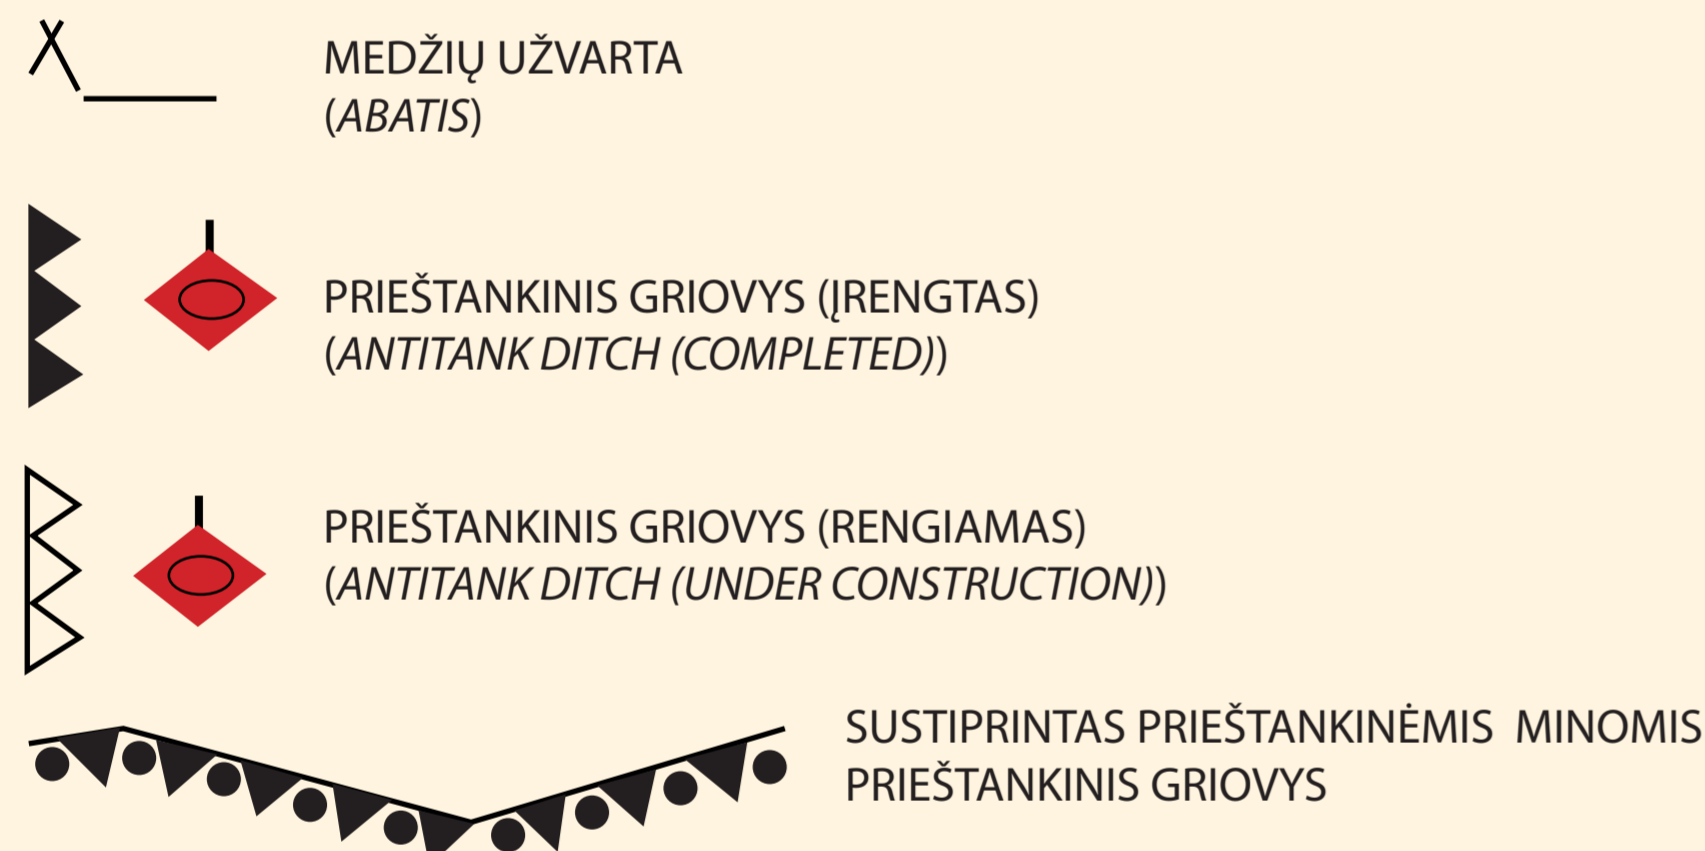 MEDŽIŲ UŽVARTA
(ABATIS)
PRIEŠTANKINIS GRIOVYS (ĮRENGTAS)
(ANTITANK DITCH (COMPLETED))
PRIEŠTANKINIS GRIOVYS (RENGIAMAS)
(ANTITANK DITCH (UNDER CONSTRUCTION))
SUSTIPRINTAS PRIEŠTANKINĖMIS MINOMIS
PRIEŠTANKINIS GRIOVYS